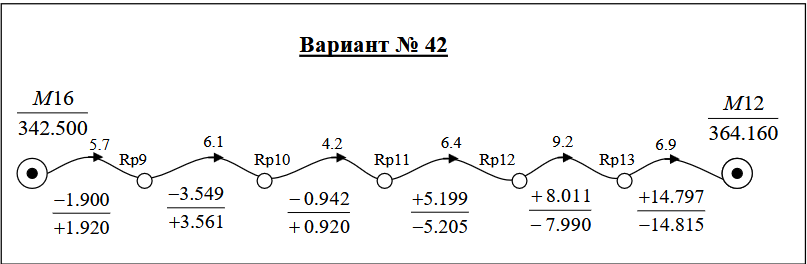 Вариант № 42
M16
342.500
M12
364.160
5.7
6.1
4.2
6.4
9.2
6.9
Rp9
Rp10
Rp11
Rp12
Rp13
−1.900
+1.920
−3.549
+3.561
−0.942
+0.920
+5.199
−5.205
+8.011
−7.990
+14.797
−14.815